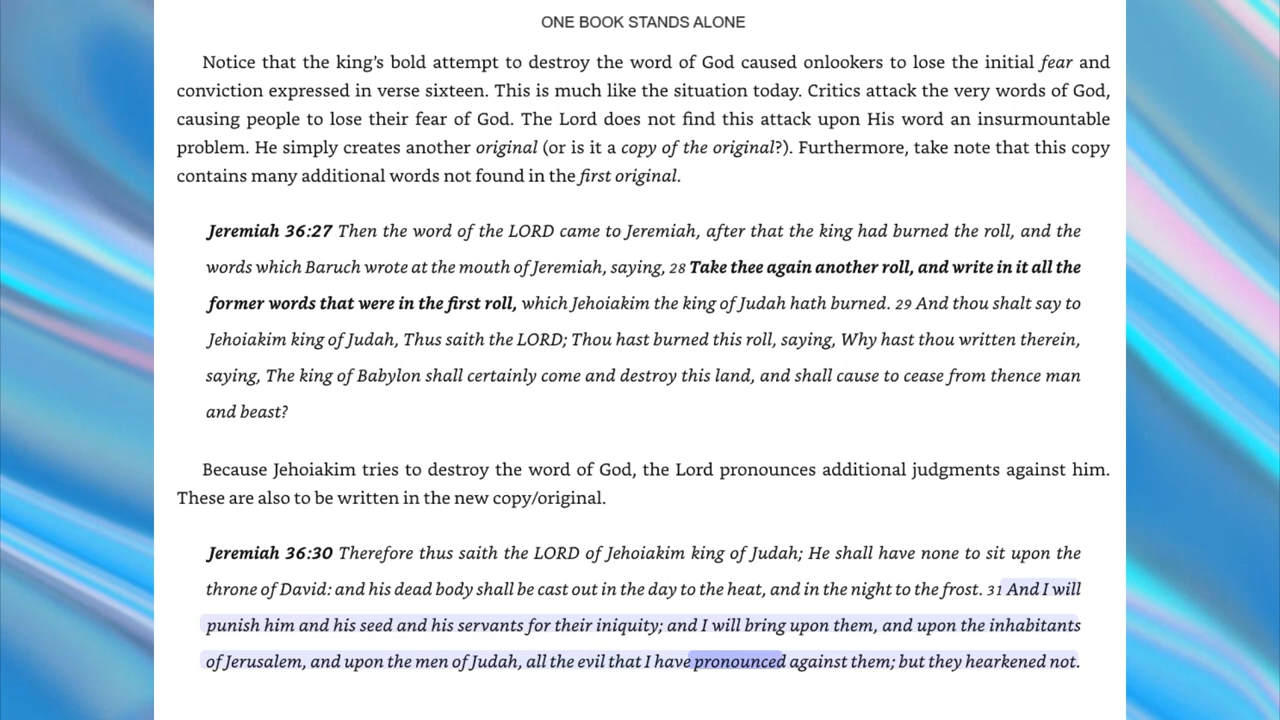 ONE BOOK STANDS ALONE
Notice that the king’s bold attempt to destroy the word of God caused onlookers to lose the initial fear and
conviction expressed in verse sixteen. This is much like the situation today. Critics attack the very words of God,
causing people to lose their fear of God. The Lord does not find this attack upon His word an insurmountable
problem. He simply creates another original (or is it a copy of the original?). Furthermore, take note that this copy
contains many additional words not found in the first original.
Jeremiah 36:27 Then the word of the LORD came to Jeremiah, after that the king had burned the roll, and the
words which Baruch wrote at the mouth of Jeremiah, saying, 28 Take thee again another roll, and write in it all the
former words that were in the first roll, which Jehoiakim the king of Judah hath burned. 29 And thou shalt say to
Jehoiakim king of Judah, Thus saith the LORD; Thou hast burned this roll, saying, Why hast thou written therein,
saying, The king of Babylon shall certainly come and destroy this land, and shall cause to cease from thence man
and beast?
Because Jehoiakim tries to destroy the word of God, the Lord pronounces additional judgments against him.
These are also to be written in the new copy/original.
Jeremiah 36:30 Therefore thus saith the LORD of Jehoiakim king of Judah; He shall have none to sit upon the
throne of David: and his dead body shall be cast out in the day to the heat, and in the night to the frost. 31 And I will
punish him and his seed and his servants for their iniquity; and I will bring upon them, and upon the inhabitants
of Jerusalem, and upon the men of Judah, all the evil that I have pronounced against them; but they hearkened not.